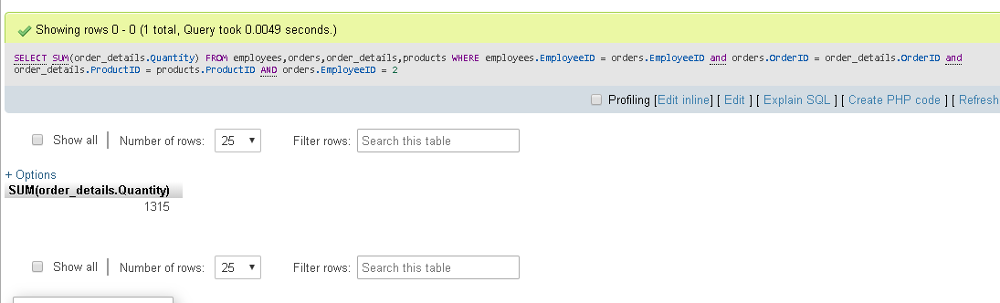 Showing rows 0 - 0 (1 total, Query took 0.0049 seconds.)
SELECT SUM(order_details.Quantity) FROM employees,orders,order_details,products WHERE employees.EmployeeID = orders.EmployeeID and orders.OrderID = order_details.OrderID and
order_details.ProductID = products.ProductID AND orders.EmployeeID = 2
Profiling [Edit inline] [ Edit ] [ Explain SQL ] [ Create PHP code ] [ Refresh
Show all | Number of rows: 25 Filter rows: Search this table
+ Options
SUM(order_details.Quantity)
1315
Show all | Number of rows: 25 Filter rows: Search this table